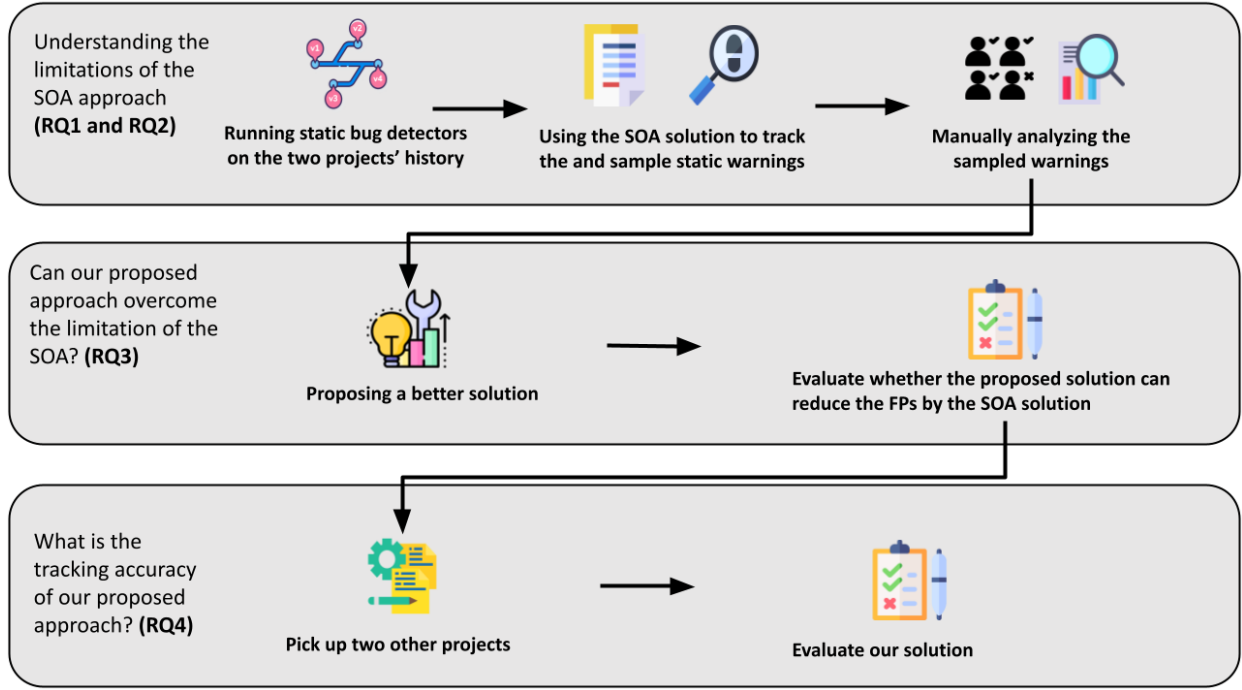 Understanding the
limitations of the
SOA approach
(RQ1 and RQ2)
v1
v2
v3
v4
Running static bug detectors
on the two projects' history
Using the SOA solution to track
the and sample static warnings
Manually analyzing the
sampled warnings
Can our proposed
approach overcome
the limitation of the
SOA? (RQ3)
Proposing a better solution
Evaluate whether the proposed solution can
reduce the FPs by the SOA solution
What is the
tracking accuracy
of our proposed
approach? (RQ4)
Pick up two other projects
Evaluate our solution